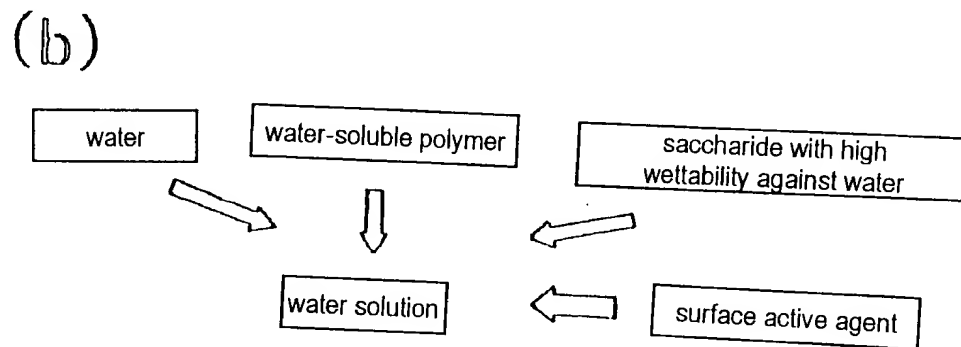 (b)
water
water-soluble polymer
saccharide with high
wettability against water
water solution
surface active agent